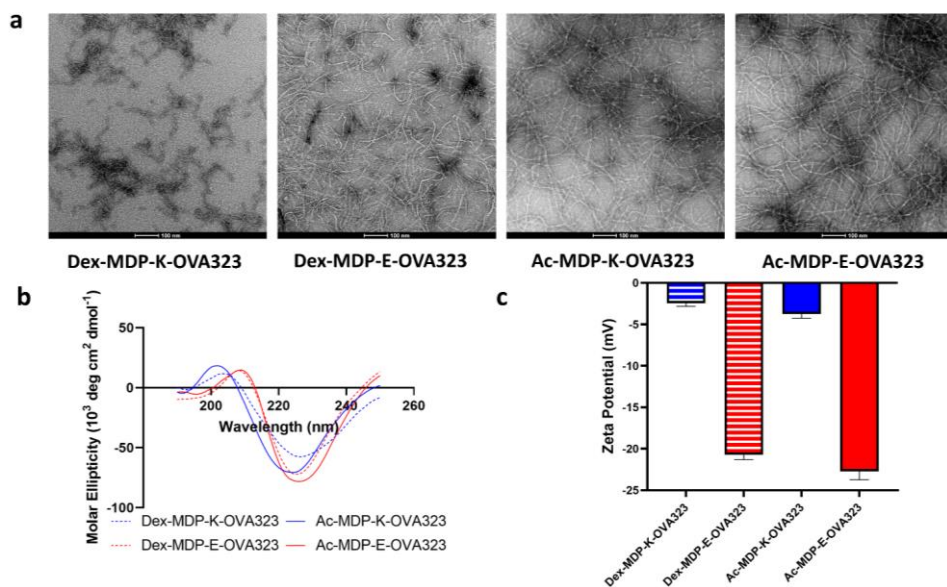 a
100 nm
100 nm
100 nm
100 nm
Dex-MDP-K-OVA323
Dex-MDP-E-OVA323
Ac-MDP-K-OVA323
Ac-MDP-E-OVA323
b
Molar Ellipticity (10³ deg cm² dmol⁻¹)
50
0
-50
-100
200
220
240
260
Wavelength (nm)
Dex-MDP-K-OVA323
Ac-MDP-K-OVA323
Dex-MDP-E-OVA323
Ac-MDP-E-OVA323
c
Zeta Potential (mV)
0
-5
-10
-15
-20
-25
Dex-MDP-K-OVA323
Dex-MDP-E-OVA323
Ac-MDP-K-OVA323
Ac-MDP-E-OVA323